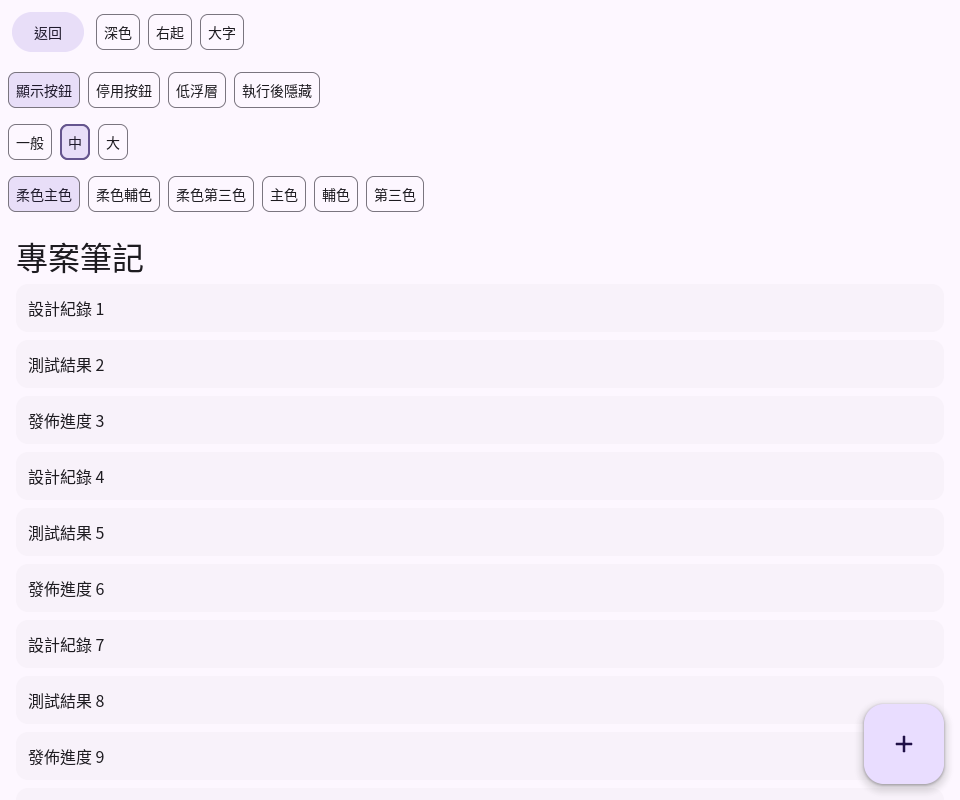 返回 深色 右起 大字
顯示按鈕 停用按鈕 低浮層 執行後隱藏
一般 中 大
柔色主色 柔色輔色 柔色第三色 主色 輔色 第三色
專案筆記
設計紀錄 1
測試結果 2
發佈進度 3
設計紀錄 4
測試結果 5
發佈進度 6
設計紀錄 7
測試結果 8
發佈進度 9